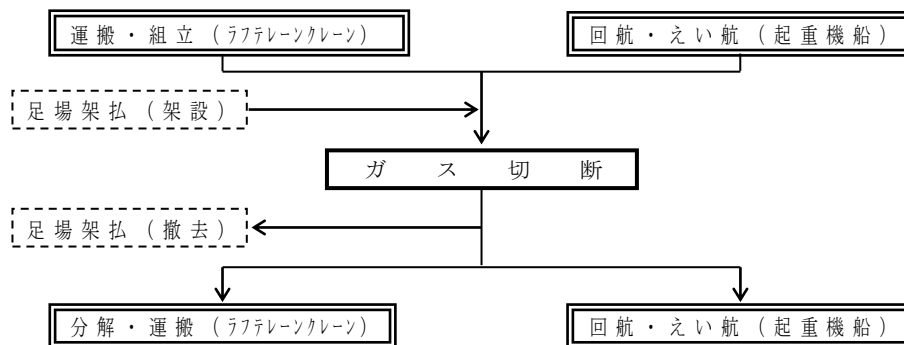 運搬・組立（ﾗﾌﾃﾚｰﾝｸﾚｰﾝ）
回航・えい航（起重機船）
足場架払（架設）
ガス切断
足場架払（撤去）
分解・運搬（ﾗﾌﾃﾚｰﾝｸﾚｰﾝ）
回航・えい航（起重機船）